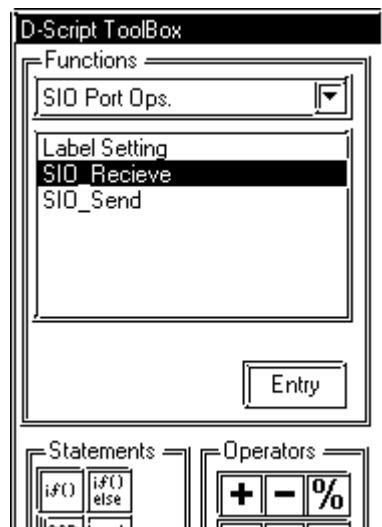 D-Script ToolBox
Functions
SIO Port Ops.
Label Setting
SIO_Recieve
SIO_Send
Entry
Statements
Operators
if()
if()
else
+ - %